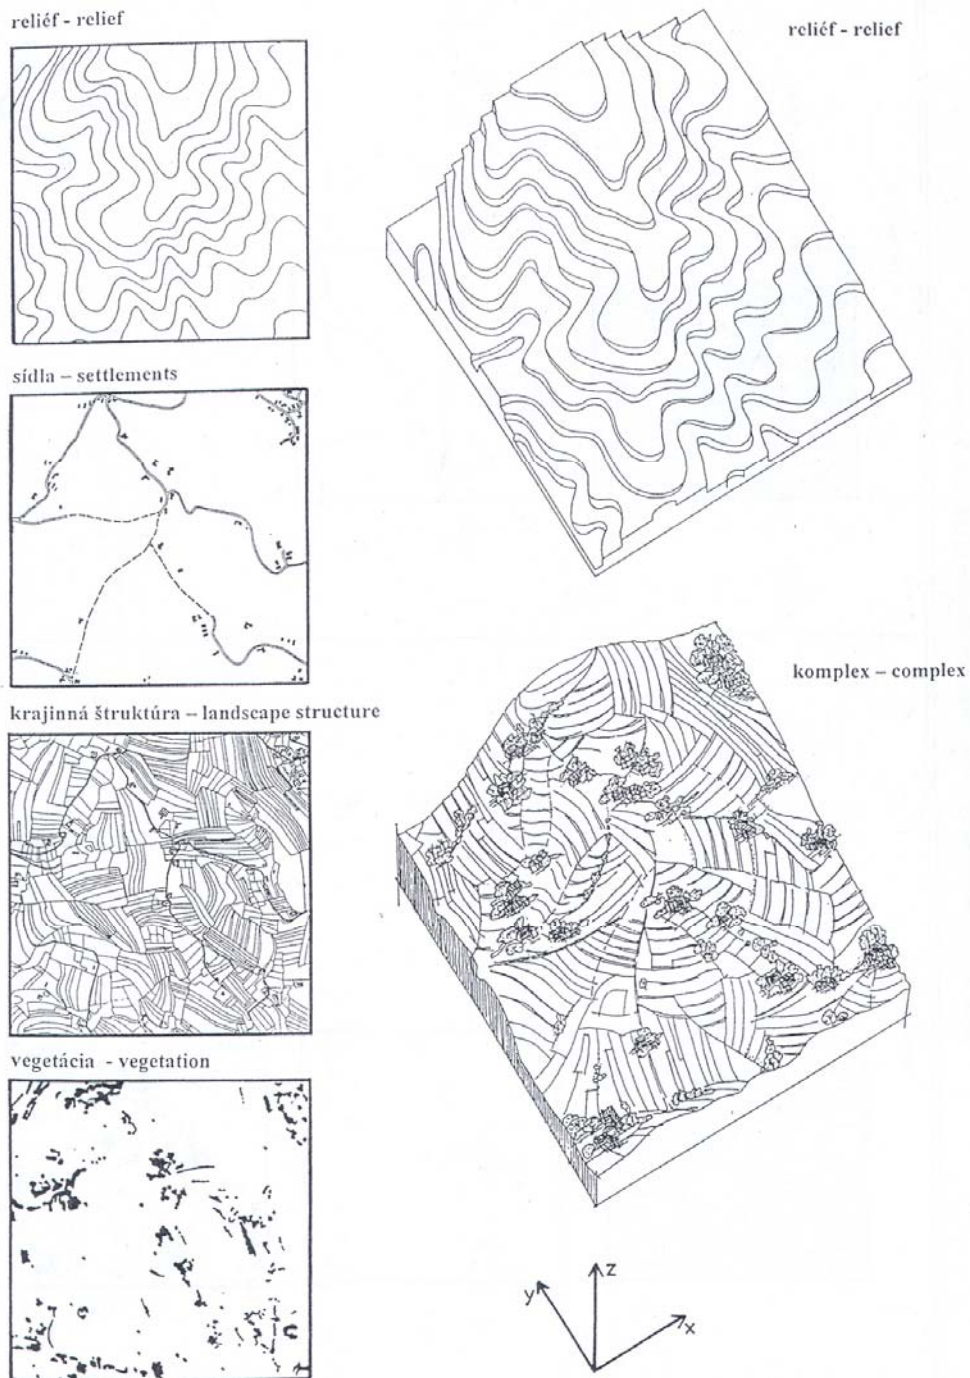 reliéf - relief
reliéf - relief
sídla – settlements
krajinná štruktúra – landscape structure
komplex – complex
vegetácia - vegetation
z
y
x